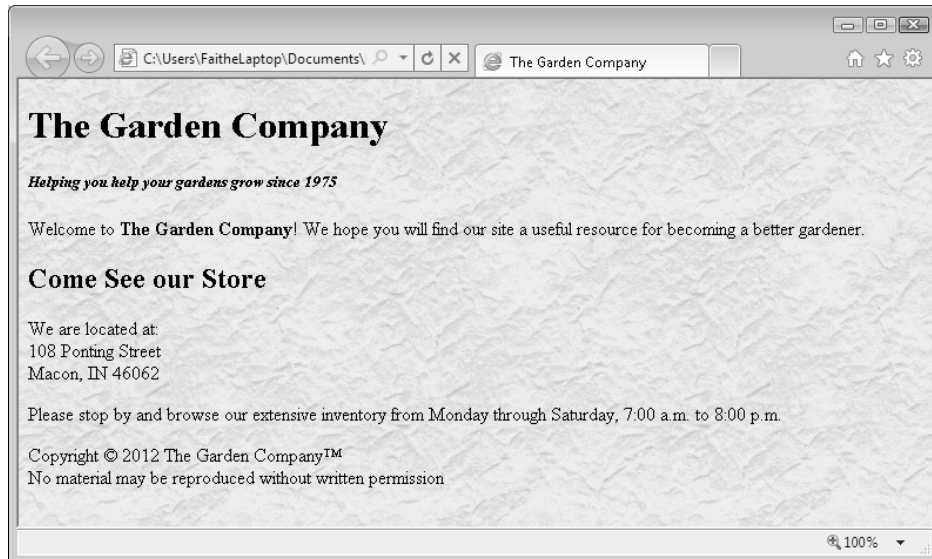 C:\Users\FaitheLaptop\Documents\
The Garden Company
The Garden Company
Helping you help your gardens grow since 1975
Welcome to The Garden Company! We hope you will find our site a useful resource for becoming a better gardener.
Come See our Store
We are located at:
108 Ponting Street
Macon, IN 46062
Please stop by and browse our extensive inventory from Monday through Saturday, 7:00 a.m. to 8:00 p.m.
Copyright © 2012 The Garden Company™
No material may be reproduced without written permission
100%